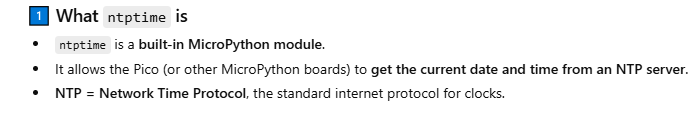 1 What ntptime is
• ntptime is a built-in MicroPython module.
• It allows the Pico (or other MicroPython boards) to get the current date and time from an NTP server.
• NTP = Network Time Protocol, the standard internet protocol for clocks.